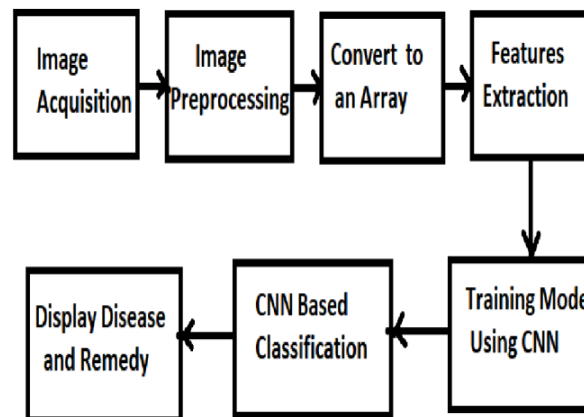 Image
Acquisition
Image
Preprocessing
Convert to
an Array
Features
Extraction
Training Mode
Using CNN
CNN Based
Classification
Display Disease
and Remedy